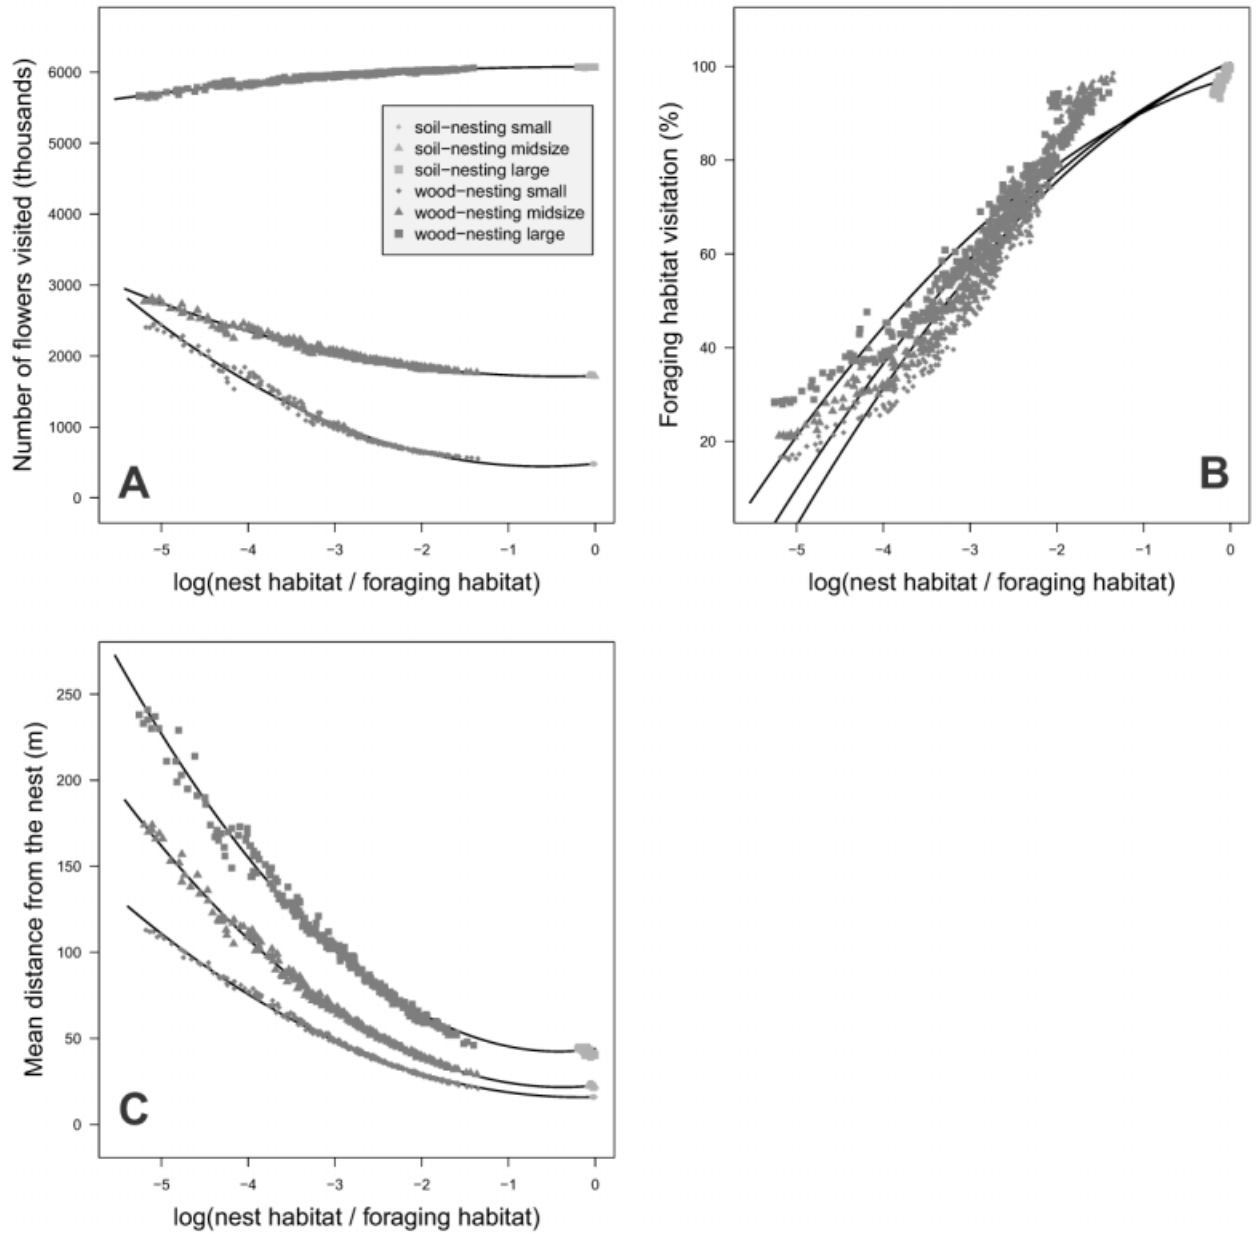 Number of flowers visited (thousands)
6000
5000
4000
3000
2000
1000
0
soil−nesting small
soil−nesting midsize
soil−nesting large
wood−nesting small
wood−nesting midsize
wood−nesting large
A
−5 −4 −3 −2 −1 0
log(nest habitat / foraging habitat)
Foraging habitat visitation (%)
100
80
60
40
20
B
−5 −4 −3 −2 −1 0
log(nest habitat / foraging habitat)
Mean distance from the nest (m)
250
200
150
100
50
0
C
−5 −4 −3 −2 −1 0
log(nest habitat / foraging habitat)